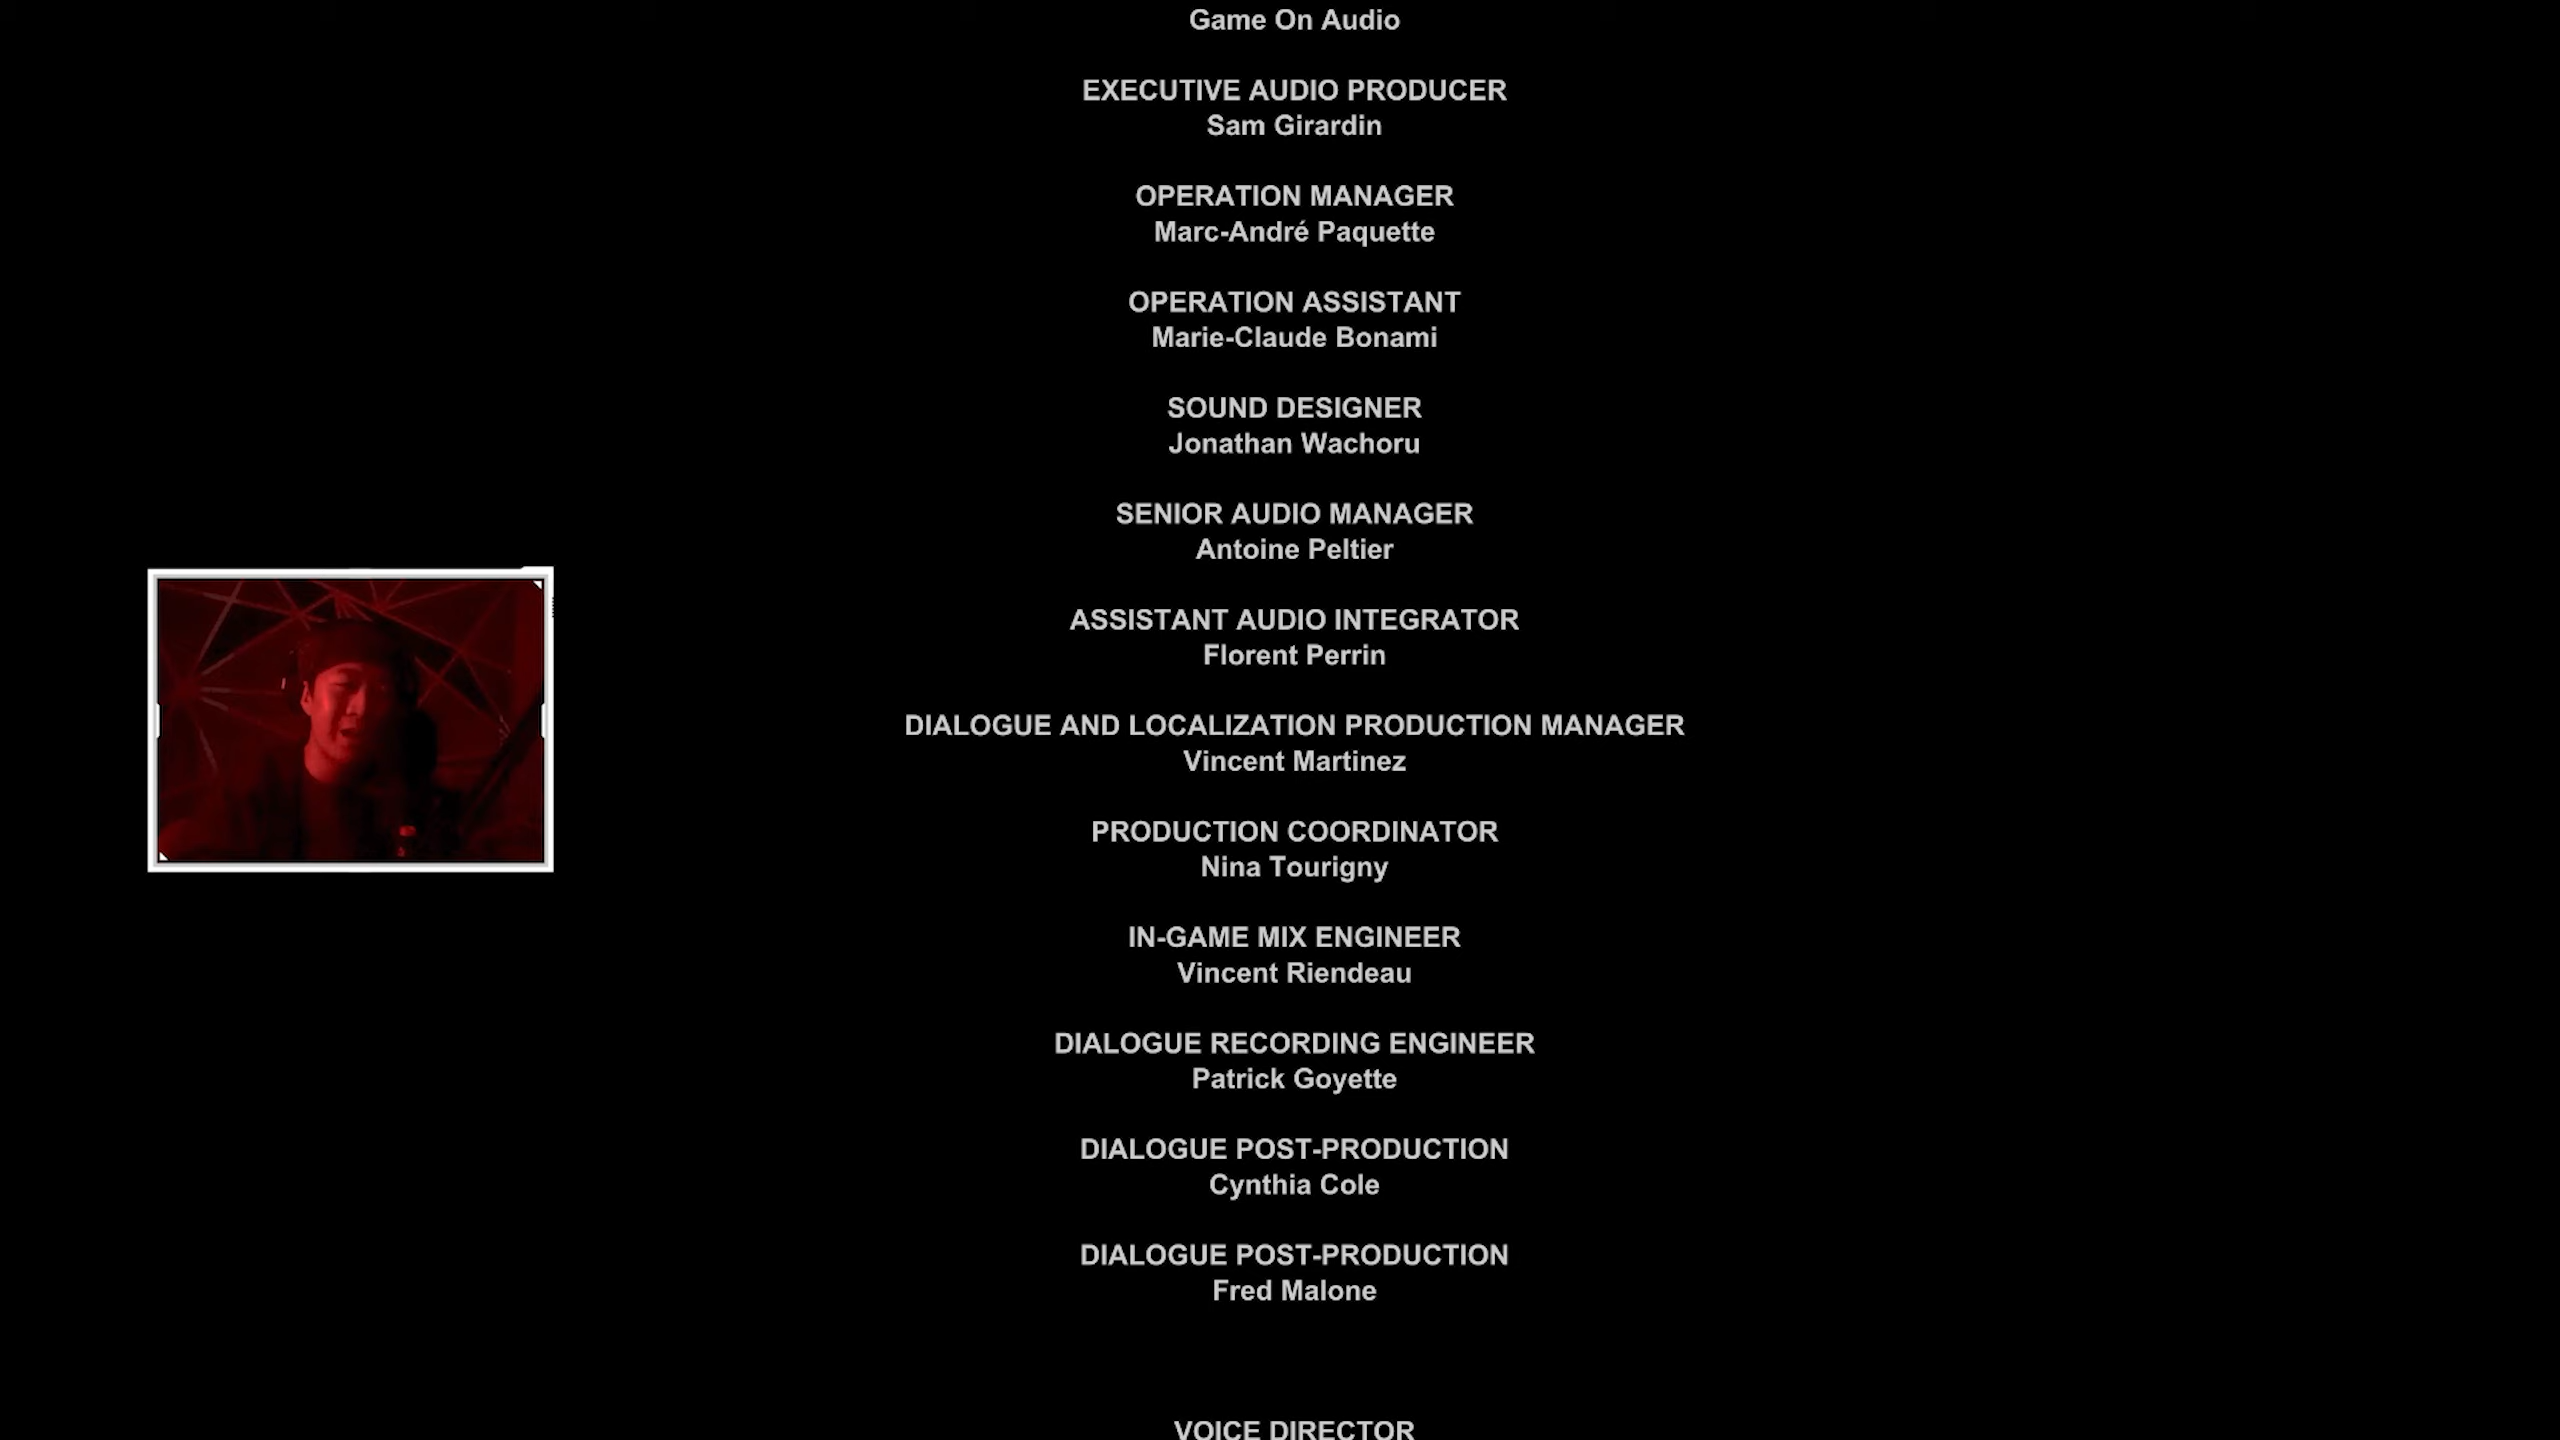 Game On Audio
EXECUTIVE AUDIO PRODUCER
Sam Girardin
OPERATION MANAGER
Marc-André Paquette
OPERATION ASSISTANT
Marie-Claude Bonami
SOUND DESIGNER
Jonathan Wachoru
SENIOR AUDIO MANAGER
Antoine Peltier
ASSISTANT AUDIO INTEGRATOR
Florent Perrin
DIALOGUE AND LOCALIZATION PRODUCTION MANAGER
Vincent Martinez
PRODUCTION COORDINATOR
Nina Tourigny
IN-GAME MIX ENGINEER
Vincent Riendeau
DIALOGUE RECORDING ENGINEER
Patrick Goyette
DIALOGUE POST-PRODUCTION
Cynthia Cole
DIALOGUE POST-PRODUCTION
Fred Malone
VOICE DIRECTOR